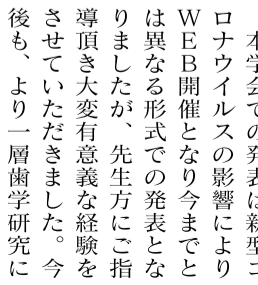 本学会での発表は新型コ
ロナウイルスの影響により
ＷＥＢ開催となり今までと
は異なる形式での発表とな
りましたが、先生方にご指
導頂き大変有意義な経験を
させていただきました。今
後も、より一層歯学研究に